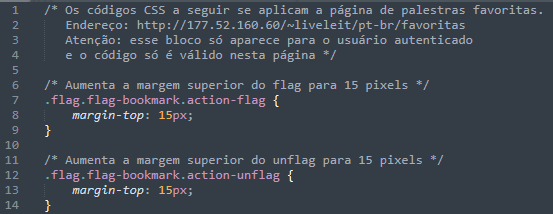 1 /* Os códigos CSS a seguir se aplicam a página de palestras favoritas.
2 Endereço: http://177.52.160.60/~liveleit/pt-br/favoritas
3 Atenção: esse bloco só aparece para o usuário autenticado
4 e o código só é válido nesta página */
5
6 /* Aumenta a margem superior do flag para 15 pixels */
7 .flag.flag-bookmark.action-flag {
8 margin-top: 15px;
9 }
10
11 /* Aumenta a margem superior do unflag para 15 pixels */
12 .flag.flag-bookmark.action-unflag {
13 margin-top: 15px;
14 }